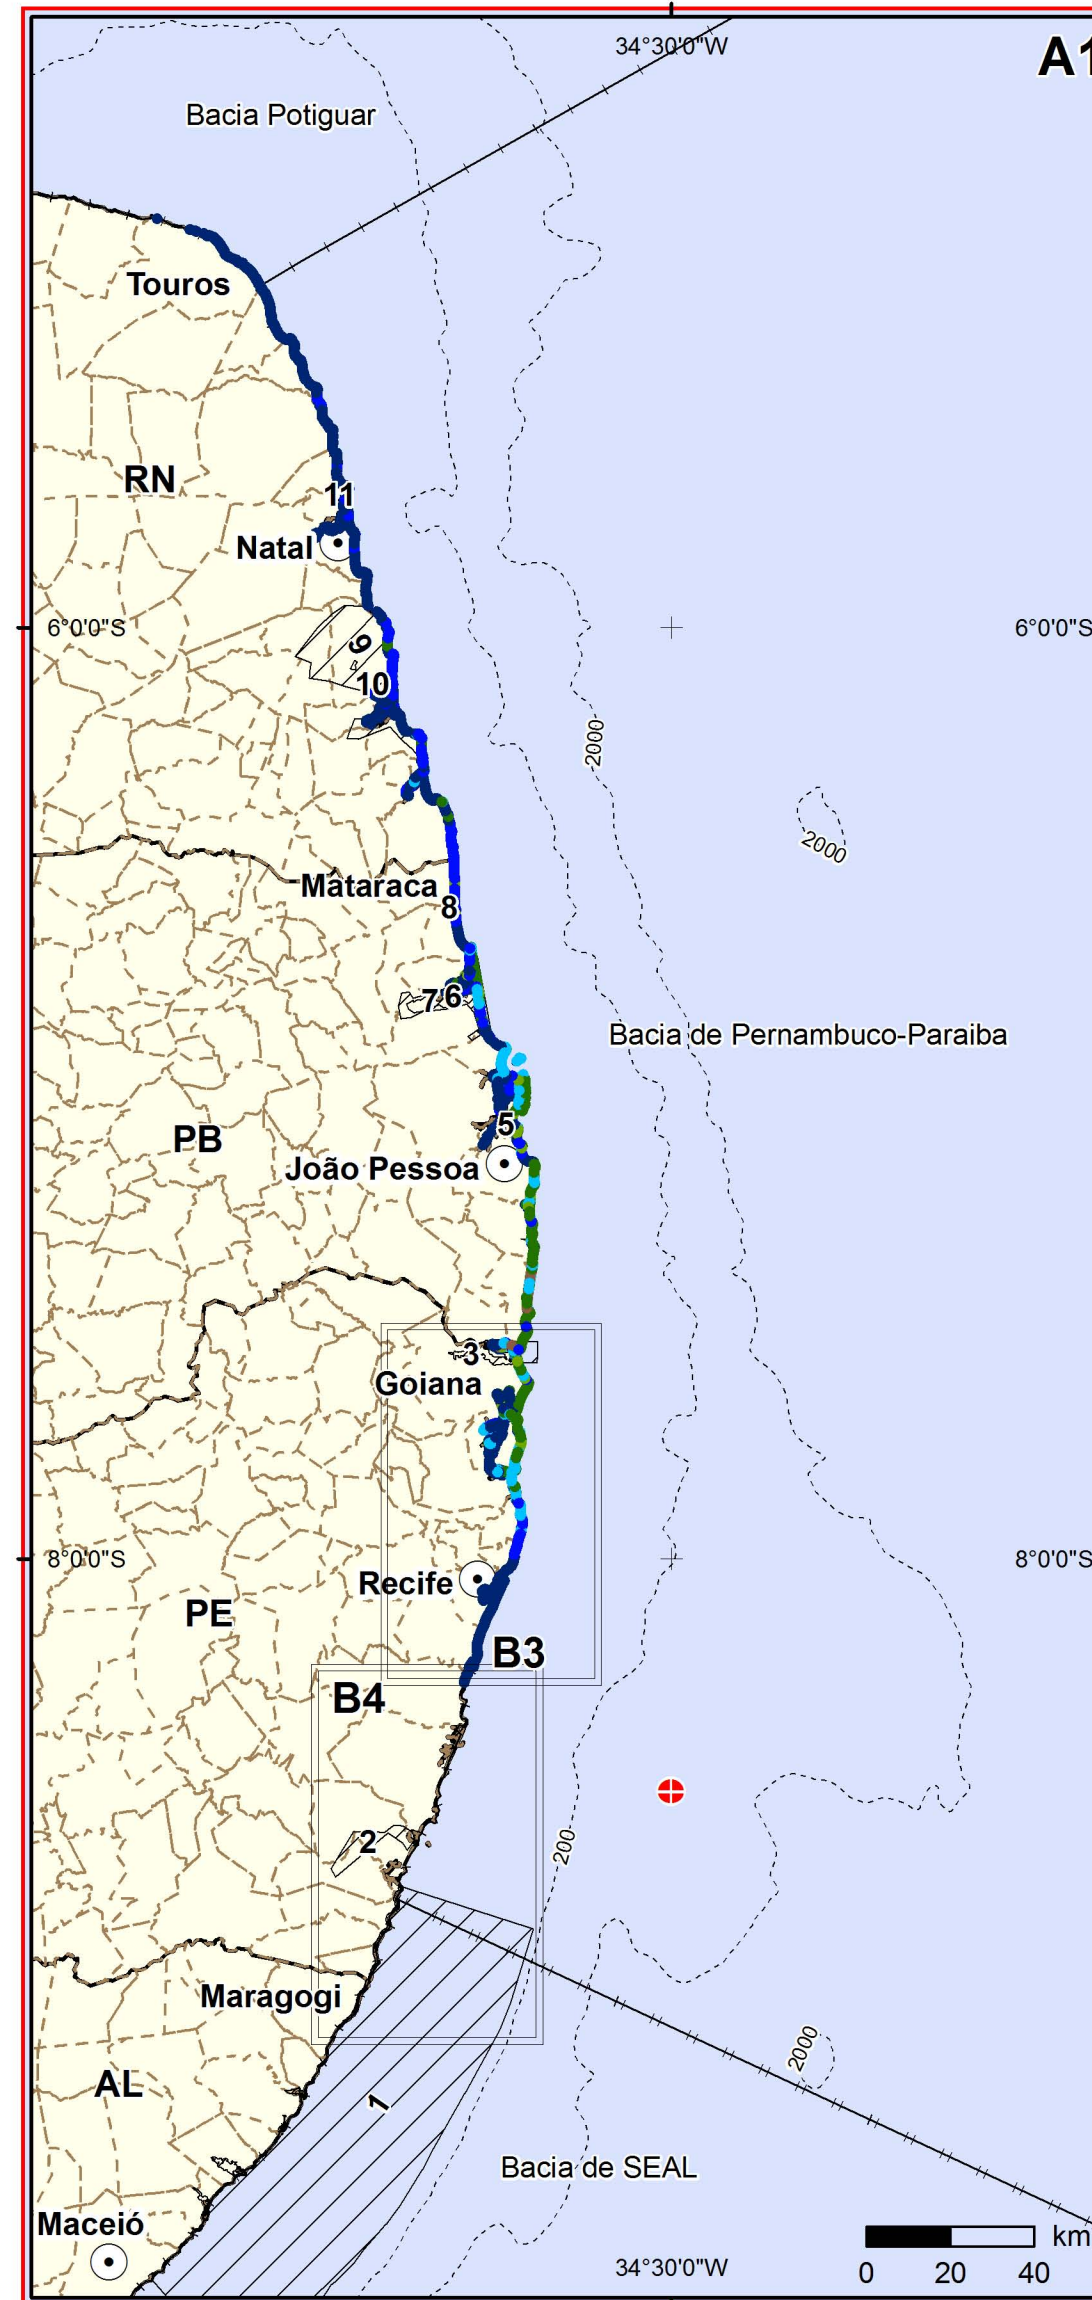 34°30'0"W
A1
Bacia Potiguar
Touros
RN
11
Natal
6°0'0"S
6°0'0"S
9
10
2000
2000
Mataraca
8
7
6
Bacia de Pernambuco-Paraiba
5
PB
João Pessoa
3
Goiana
8°0'0"S
8°0'0"S
Recife
PE
B3
B4
2
200
Maragogi
2000
AL
1
Bacia de SEAL
Maceió
km
34°30'0"W
0 20 40